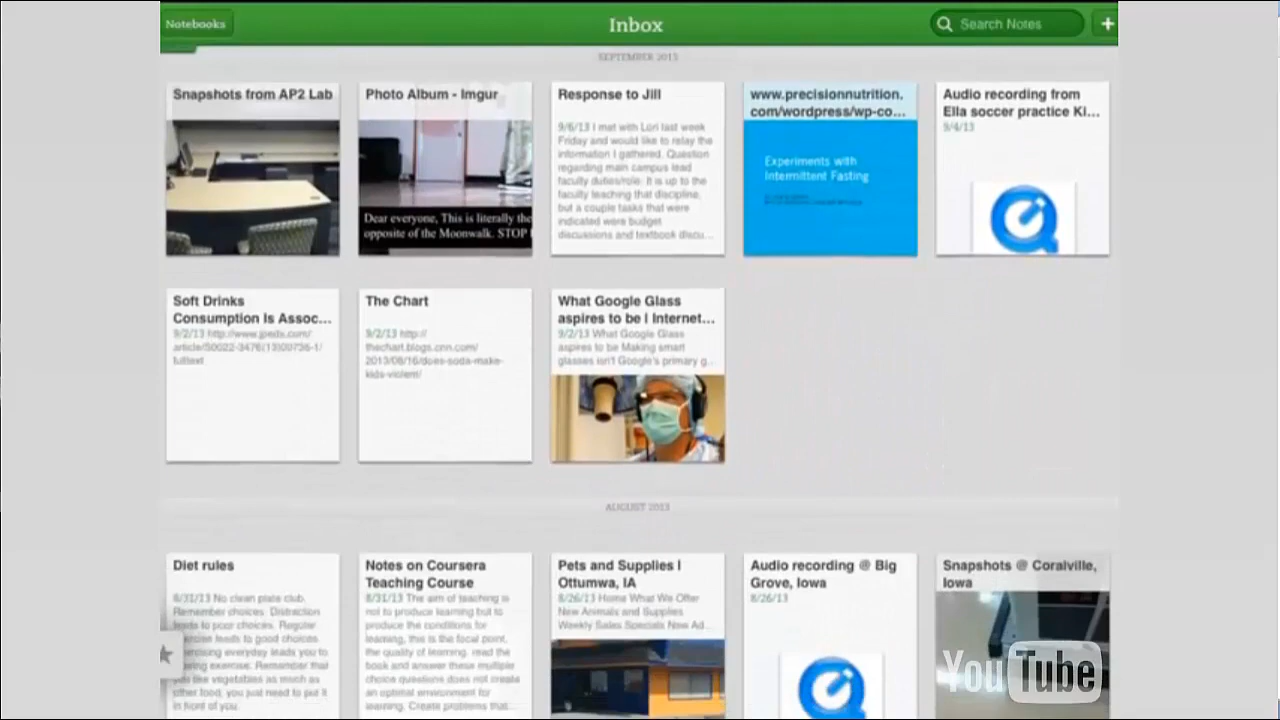 Notebooks
Inbox
Search Notes
SEPTEMBER 2013
Snapshots from AP2 Lab
Photo Album - Imgur
Dear everyone, This is literally the
opposite of the Moonwalk. STOP
Response to Jill
9/6/13 I met with Lori last week
Friday and would like to relay the
information I gathered. Question
regarding main campus lead
faculty duties/role. It is up to the
faculty teaching that discipline,
but a couple tasks that were
indicated were budget
discussions and textbook discu...
www.precisionnutrition.
com/wordpress/wp-co...
Experiments with
Intermittent Fasting
Audio recording from
Ella soccer practice Ki...
9/4/13
Soft Drinks
Consumption Is Assoc...
9/2/13 http://www.jpeds.com/
article/S0022-3476(13)00736-1/
fulltext
The Chart
9/2/13 http://
thechart.blogs.cnn.com/
2013/08/16/does-soda-make-
kids-violent/
What Google Glass
aspires to be | Internet...
9/2/13 What Google Glass
aspires to be Making smart
glasses isn't Google's primary g...
AUGUST 2013
Diet rules
8/31/13 No clean plate club.
Remember choices. Distraction
leads to poor choices. Regular
exercise leads to good choices
everyday leads you to
exercise. Remember that
like vegetables as much as
other food, you just need to put it
in front of you.
Notes on Coursera
Teaching Course
8/31/13 The aim of teaching is
not to produce learning but to
produce the conditions for
learning, this is the focal point,
the quality of learning. read the
book and answer these multiple
choice questions does not create
an optimal environment for
learning. Create problems that
Pets and Supplies |
Ottumwa, IA
8/26/13 Home What We Offer
New Animals and Supplies
Weekly Sales Specials Now Ad...
Audio recording @ Big
Grove, Iowa
8/26/13
Snapshots @ Coralville,
Iowa
YouTube